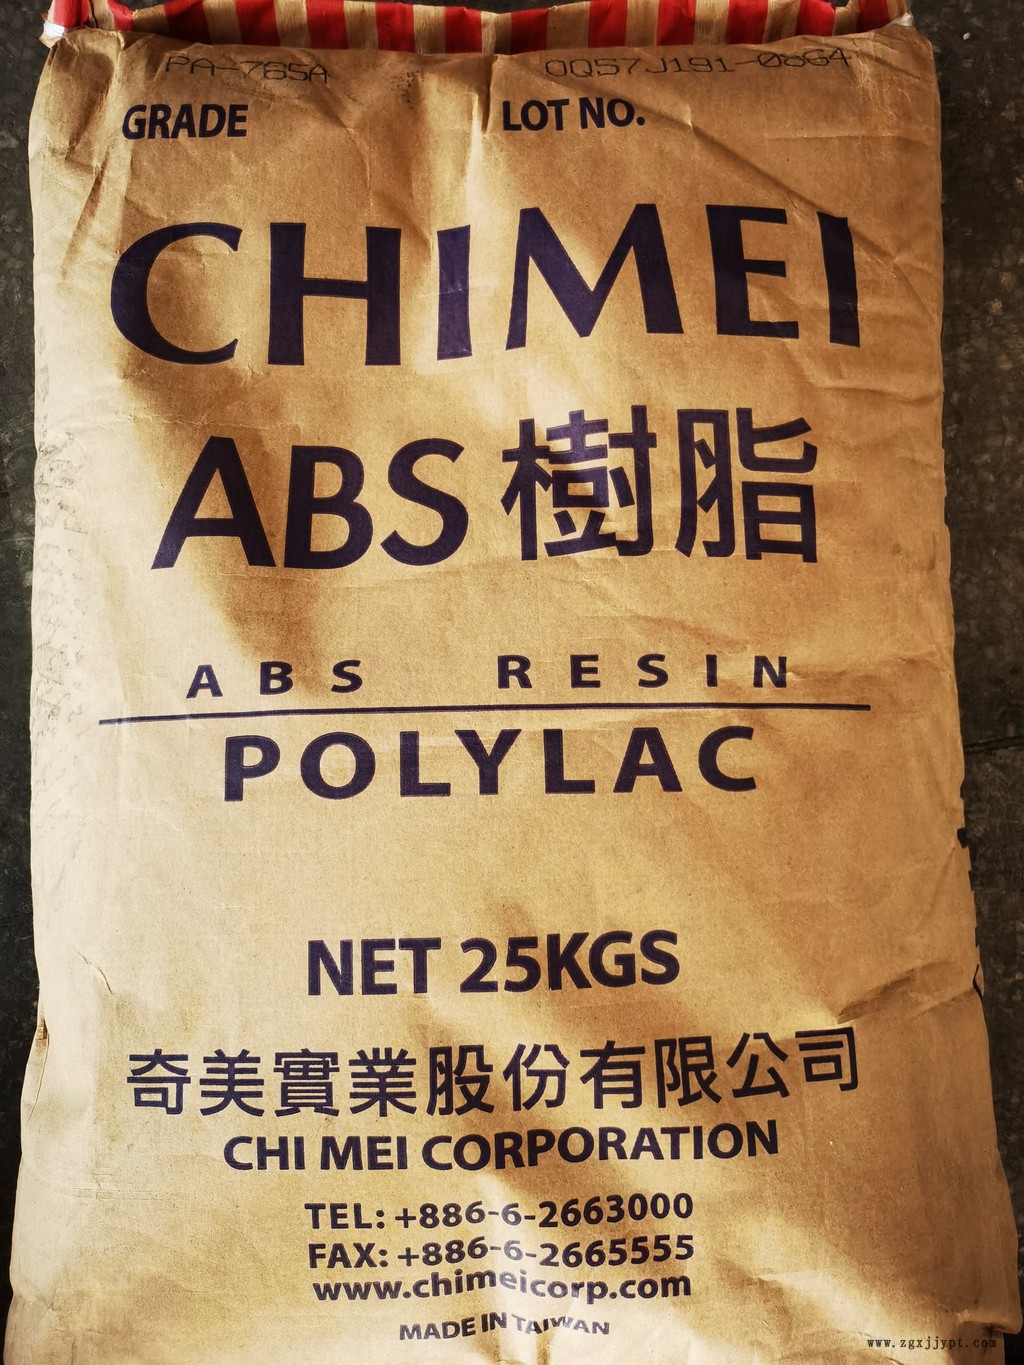 PA-765A OQ57J191-0864
GRADE LOT NO.
CHIMEI
ABS 樹脂
ABS RESIN
POLYLAC
NET 25KGS
奇美實業股份有限公司
CHI MEI CORPORATION
TEL: +886-6-2663000
FAX: +886-6-2665555
www.chimeicorp.com
MADE IN TAIWAN
www.zgxjjypt.com